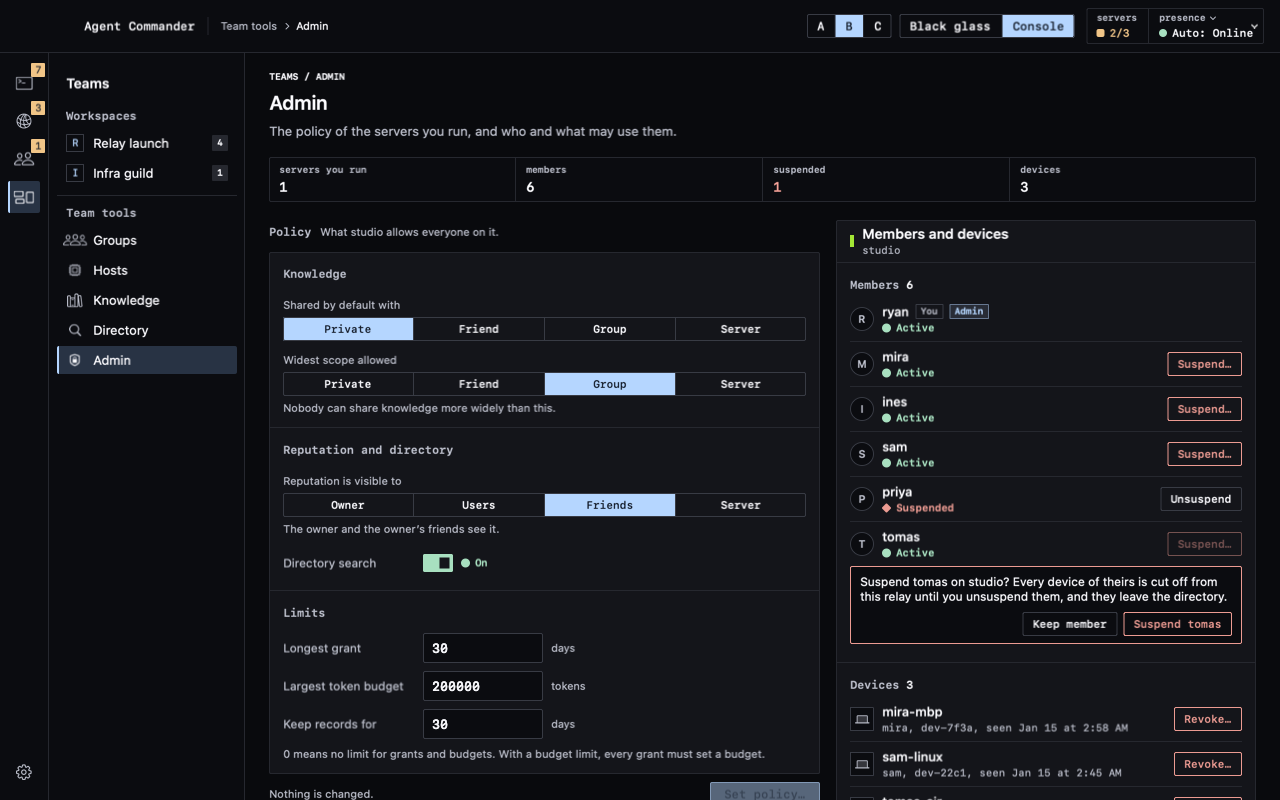 Agent Commander
Team tools > Admin
A B C
Black glass Console
servers
2/3
presence
Auto: Online
7
3
1
Teams
Workspaces
R Relay launch 4
I Infra guild 1
Team tools
Groups
Hosts
Knowledge
Directory
Admin
TEAMS / ADMIN
Admin
The policy of the servers you run, and who and what may use them.
servers you run
1
members
6
suspended
1
devices
3
Policy What studio allows everyone on it.
Knowledge
Shared by default with
Private Friend Group Server
Widest scope allowed
Private Friend Group Server
Nobody can share knowledge more widely than this.
Reputation and directory
Reputation is visible to
Owner Users Friends Server
The owner and the owner’s friends see it.
Directory search On
Limits
Longest grant 30 days
Largest token budget 200000 tokens
Keep records for 30 days
0 means no limit for grants and budgets. With a budget limit, every grant must set a budget.
Nothing is changed. Set policy…
Members and devices
studio
Members 6
R ryan You Admin
Active
M mira
Active
Suspend…
I ines
Active
Suspend…
S sam
Active
Suspend…
P priya
Suspended
Unsuspend
T tomas
Active
Suspend…
Suspend tomas on studio? Every device of theirs is cut off from
this relay until you unsuspend them, and they leave the directory.
Keep member Suspend tomas
Devices 3
mira-mbp
mira, dev-7f3a, seen Jan 15 at 2:58 AM
Revoke…
sam-linux
sam, dev-22c1, seen Jan 15 at 2:45 AM
Revoke…